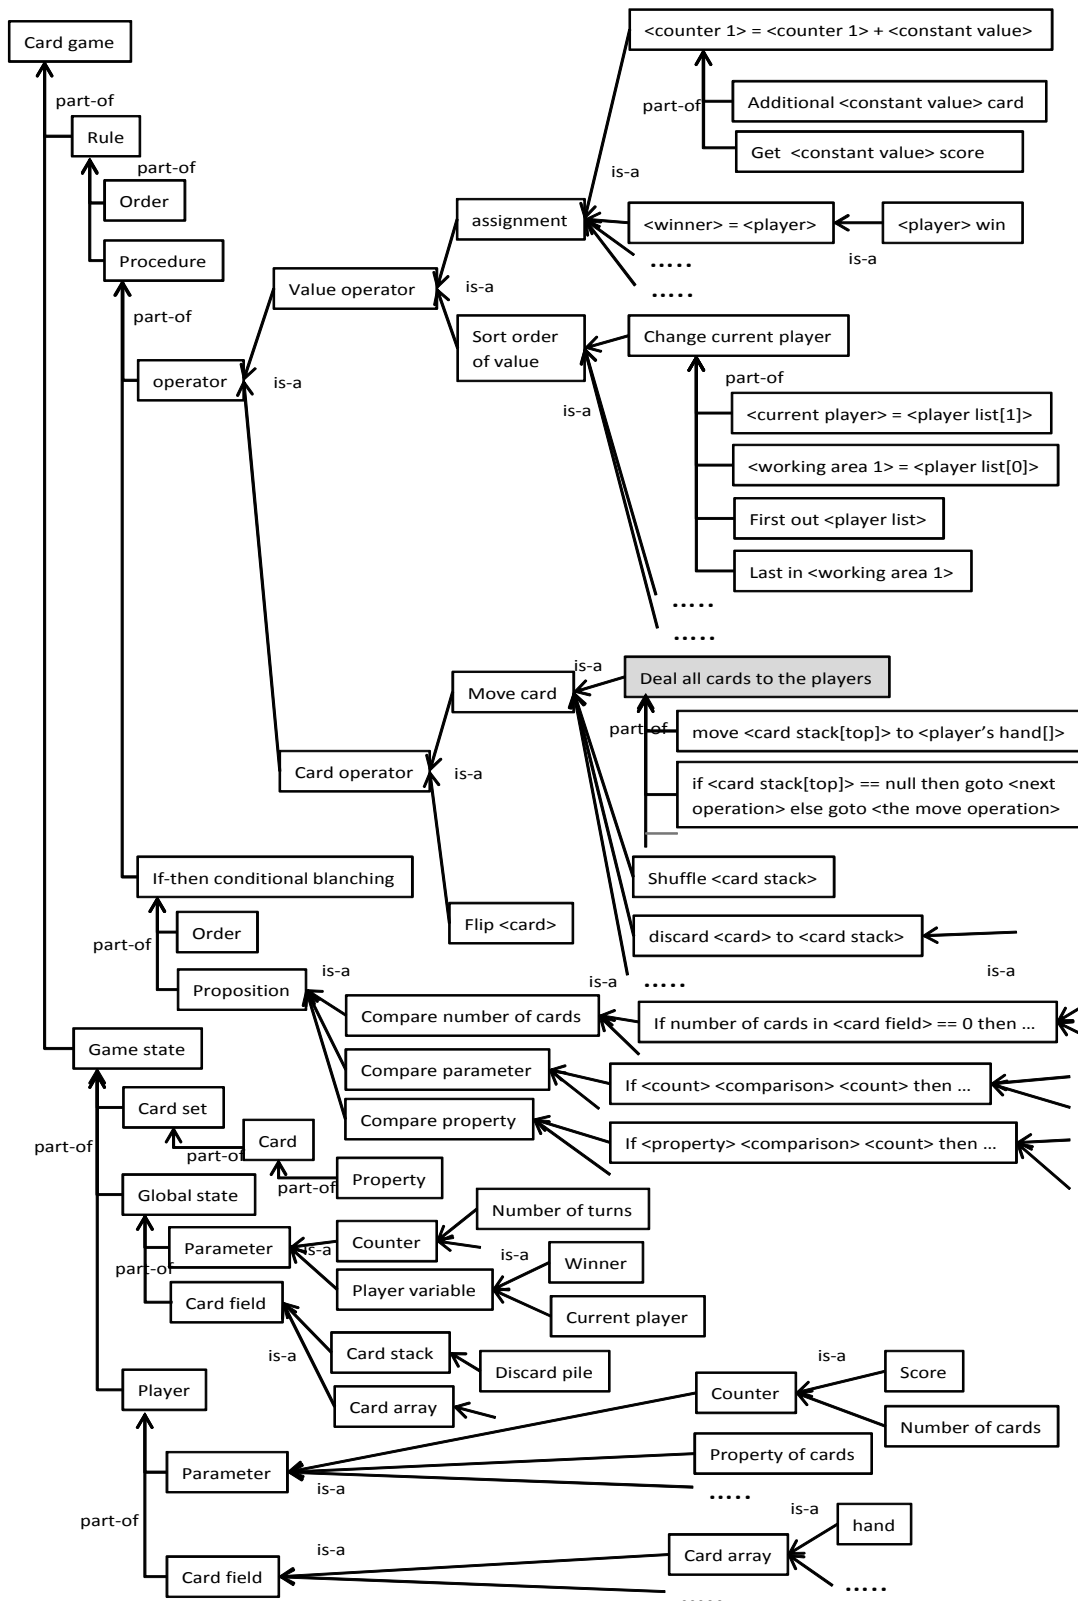 <counter 1> = <counter 1> + <constant value>
Card game
part-of
Additional <constant value> card
part-of
Rule
Get <constant value> score
part-of
is-a
Order
assignment
<winner> = <player>
<player> win
Procedure
is-a
.....
Value operator
is-a
.....
part-of
Sort order
of value
Change current player
operator
is-a
part-of
is-a
<current player> = <player list[1]>
<working area 1> = <player list[0]>
First out <player list>
Last in <working area 1>
.....
.....
is-a
Deal all cards to the players
Move card
part-of
move <card stack[top]> to <player’s hand[]>
Card operator
is-a
if <card stack[top]> == null then goto <next
operation> else goto <the move operation>
If-then conditional blanching
Shuffle <card stack>
Order
part-of
Flip <card>
discard <card> to <card stack>
is-a
is-a
is-a
.....
Proposition
Compare number of cards
If number of cards in <card field> == 0 then ...
Game state
Compare parameter
If <count> <comparison> <count> then ...
Card set
Compare property
If <property> <comparison> <count> then ...
part-of
Card
part-of
Property
part-of
Global state
Number of turns
Parameter
is-a
Counter
is-a
part-of
Winner
Player variable
Card field
Current player
is-a
Card stack
Discard pile
is-a
Score
Player
Card array
Counter
Number of cards
Property of cards
Parameter
is-a
.....
is-a
part-of
hand
is-a
Card array
Card field
.....
.....